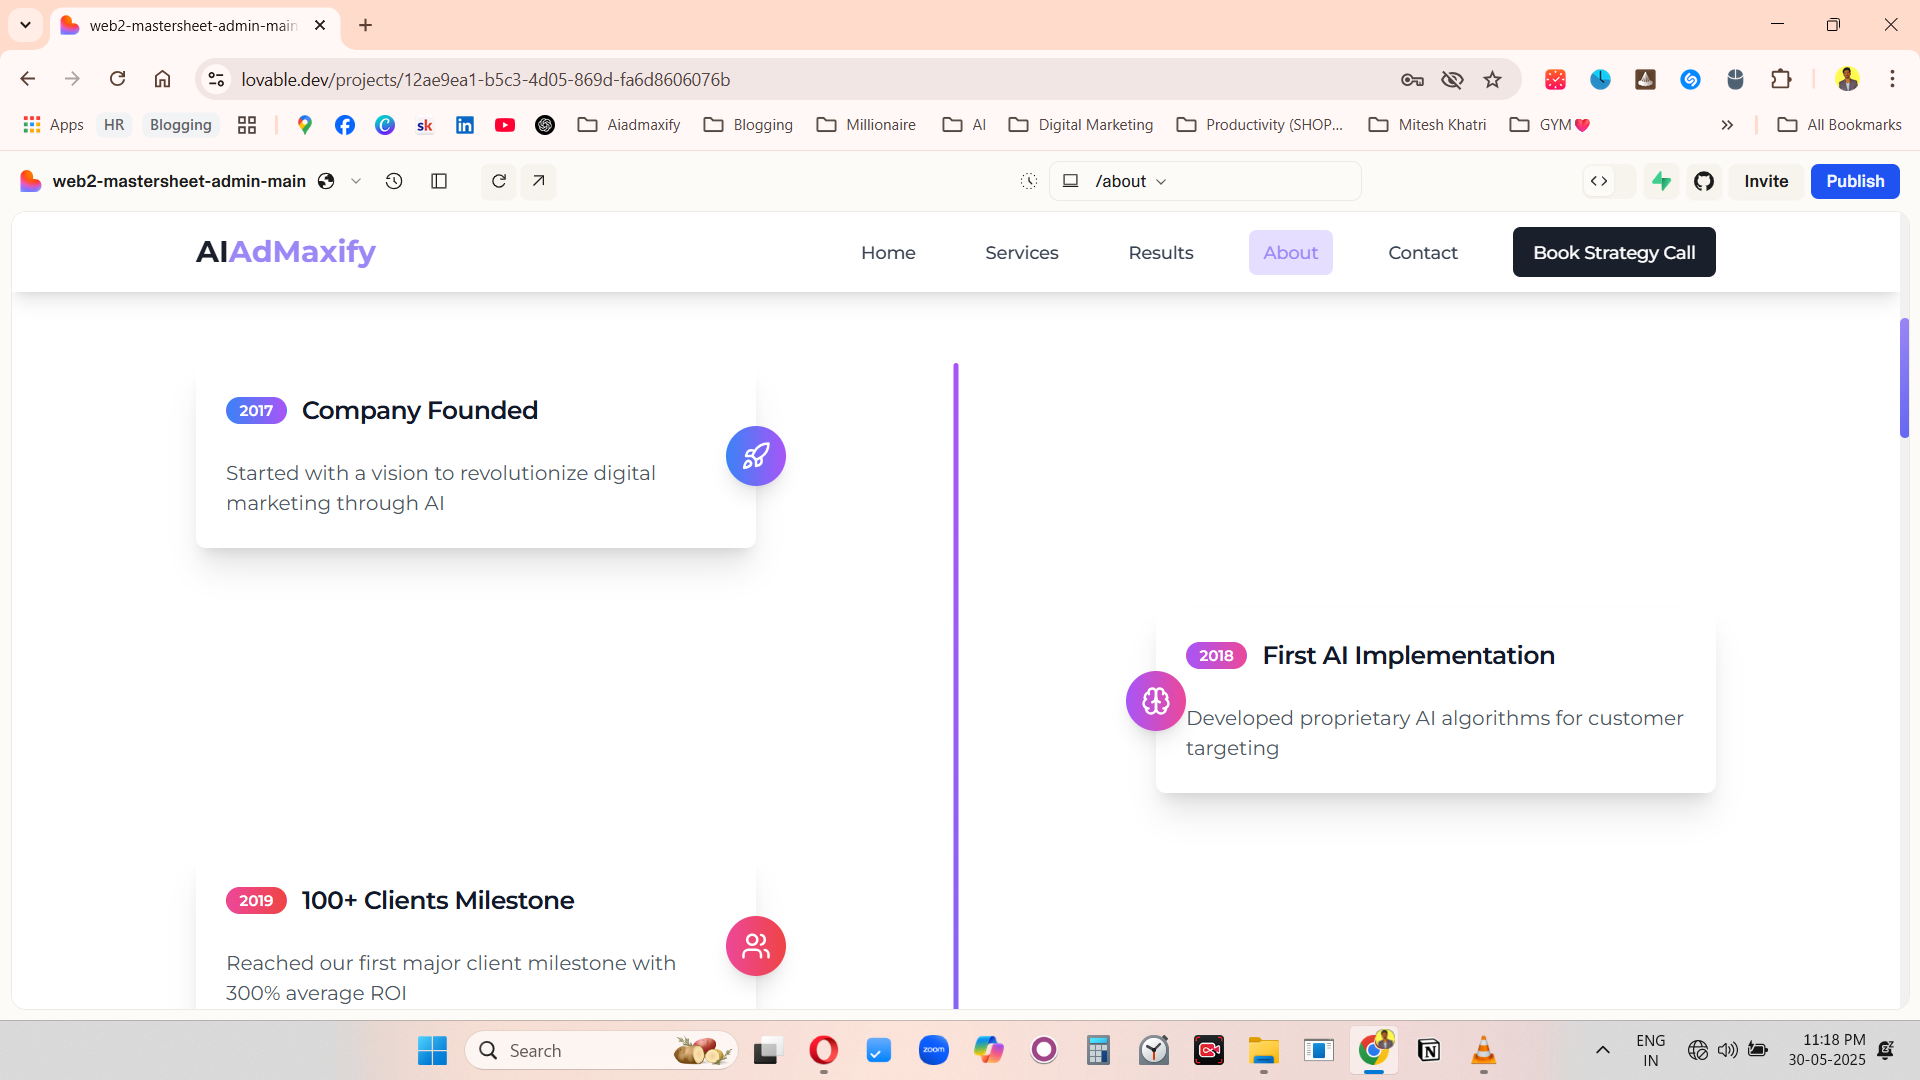 web2-mastersheet-admin-main
lovable.dev/projects/12ae9ea1-b5c3-4d05-869d-fa6d8606076b
Apps
HR
Blogging
sk
Aiadmaxify
Blogging
Millionaire
AI
Digital Marketing
Productivity (SHOP...
Mitesh Khatri
GYM❤️
All Bookmarks
web2-mastersheet-admin-main
/about
Invite
Publish
AIAdMaxify
Home
Services
Results
About
Contact
Book Strategy Call
2017
Company Founded
Started with a vision to revolutionize digital
marketing through AI
2018
First AI Implementation
Developed proprietary AI algorithms for customer
targeting
2019
100+ Clients Milestone
Reached our first major client milestone with
300% average ROI
Search
zoom
ENG
IN
11:18 PM
30-05-2025